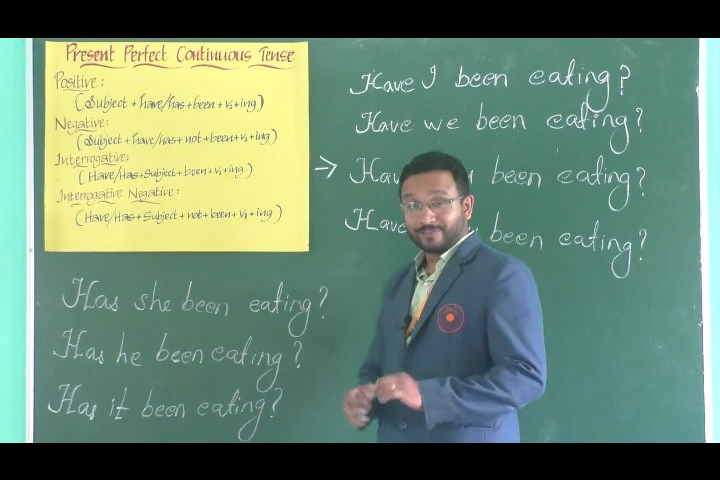 Present Perfect Continuous Tense
Positive:
(Subject + have/has + been + v₁ + ing)
Negative:
(Subject + have/has + not + been + v₁ + ing)
Interrogative:
(Have/Has + Subject + been + v₁ + ing)
Interrogative Negative:
(Have/Has + Subject + not + been + v₁ + ing)
Have I been eating?
Have we been eating?
→ Have been eating?
Have been eating?
Has she been eating?
Has he been eating?
Has it been eating?